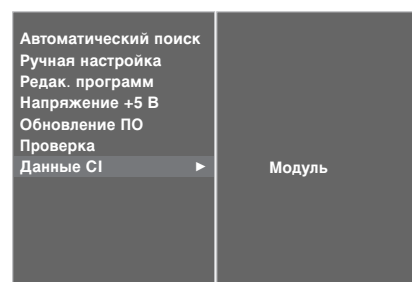 Автоматический поиск
Ручная настройка
Редак. программ
Напряжение +5 В
Обновление ПО
Проверка
Данные CI ►
Модуль